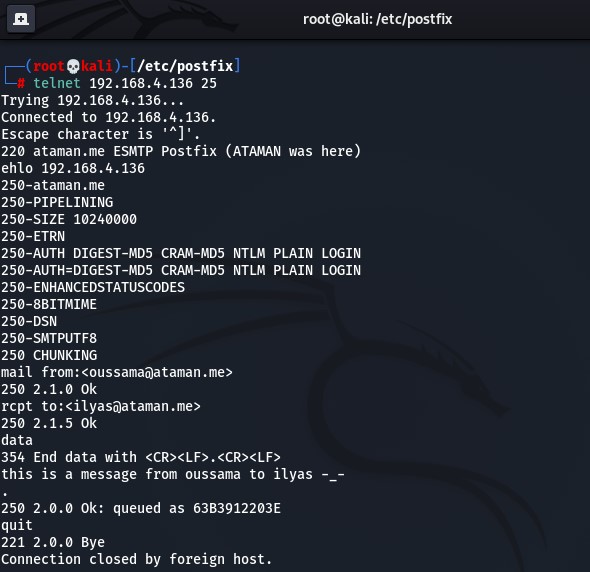 root@kali: /etc/postfix
┌──(root💀kali)-[/etc/postfix]
└─# telnet 192.168.4.136 25
Trying 192.168.4.136...
Connected to 192.168.4.136.
Escape character is '^]'.
220 ataman.me ESMTP Postfix (ATAMAN was here)
ehlo 192.168.4.136
250-ataman.me
250-PIPELINING
250-SIZE 10240000
250-ETRN
250-AUTH DIGEST-MD5 CRAM-MD5 NTLM PLAIN LOGIN
250-AUTH=DIGEST-MD5 CRAM-MD5 NTLM PLAIN LOGIN
250-ENHANCEDSTATUSCODES
250-8BITMIME
250-DSN
250-SMTPUTF8
250 CHUNKING
mail from:<oussama@ataman.me>
250 2.1.0 Ok
rcpt to:<ilyas@ataman.me>
250 2.1.5 Ok
data
354 End data with <CR><LF>.<CR><LF>
this is a message from oussama to ilyas -_-
.
250 2.0.0 Ok: queued as 63B3912203E
quit
221 2.0.0 Bye
Connection closed by foreign host.